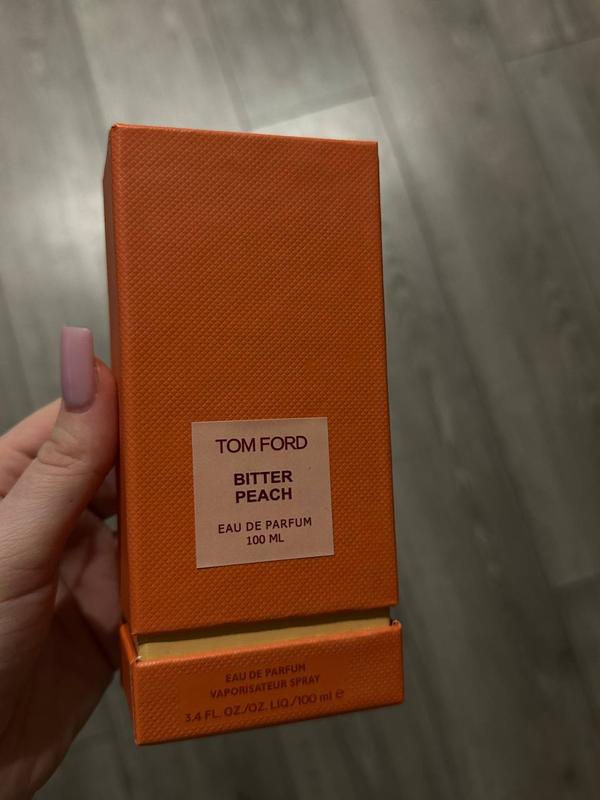 TOM FORD
BITTER
PEACH
EAU DE PARFUM
100 ML
EAU DE PARFUM
VAPORISATEUR SPRAY
3.4 FL. OZ./OZ. LIQ./100 ml ℮